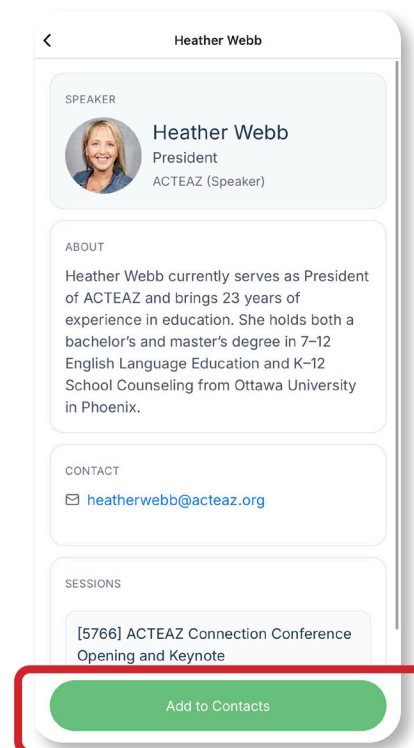 Heather Webb
SPEAKER
Heather Webb
President
ACTEAZ (Speaker)
ABOUT
Heather Webb currently serves as President
of ACTEAZ and brings 23 years of
experience in education. She holds both a
bachelor's and master's degree in 7–12
English Language Education and K–12
School Counseling from Ottawa University
in Phoenix.
CONTACT
heatherwebb@acteaz.org
SESSIONS
[5766] ACTEAZ Connection Conference
Opening and Keynote
Add to Contacts